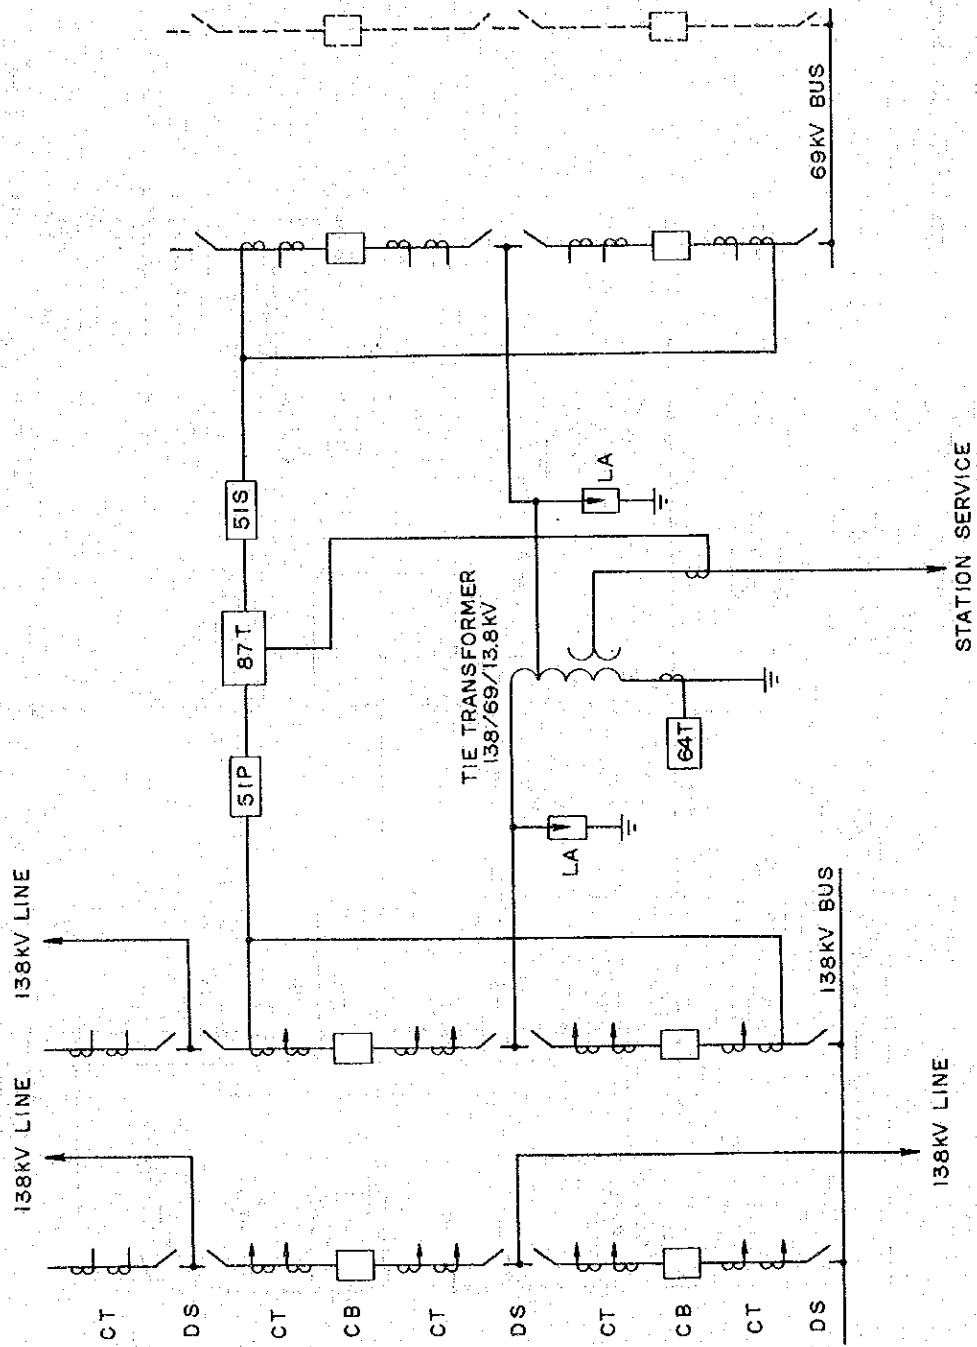 69KV BUS
51S
LA
87T
TIE TRANSFORMER
138/69/13.8KV
STATION SERVICE
51P
64T
LA
138KV LINE
138KV BUS
138KV LINE
138KV LINE
CT
DS
CT
CB
CT
DS
CT
CB
CT
DS